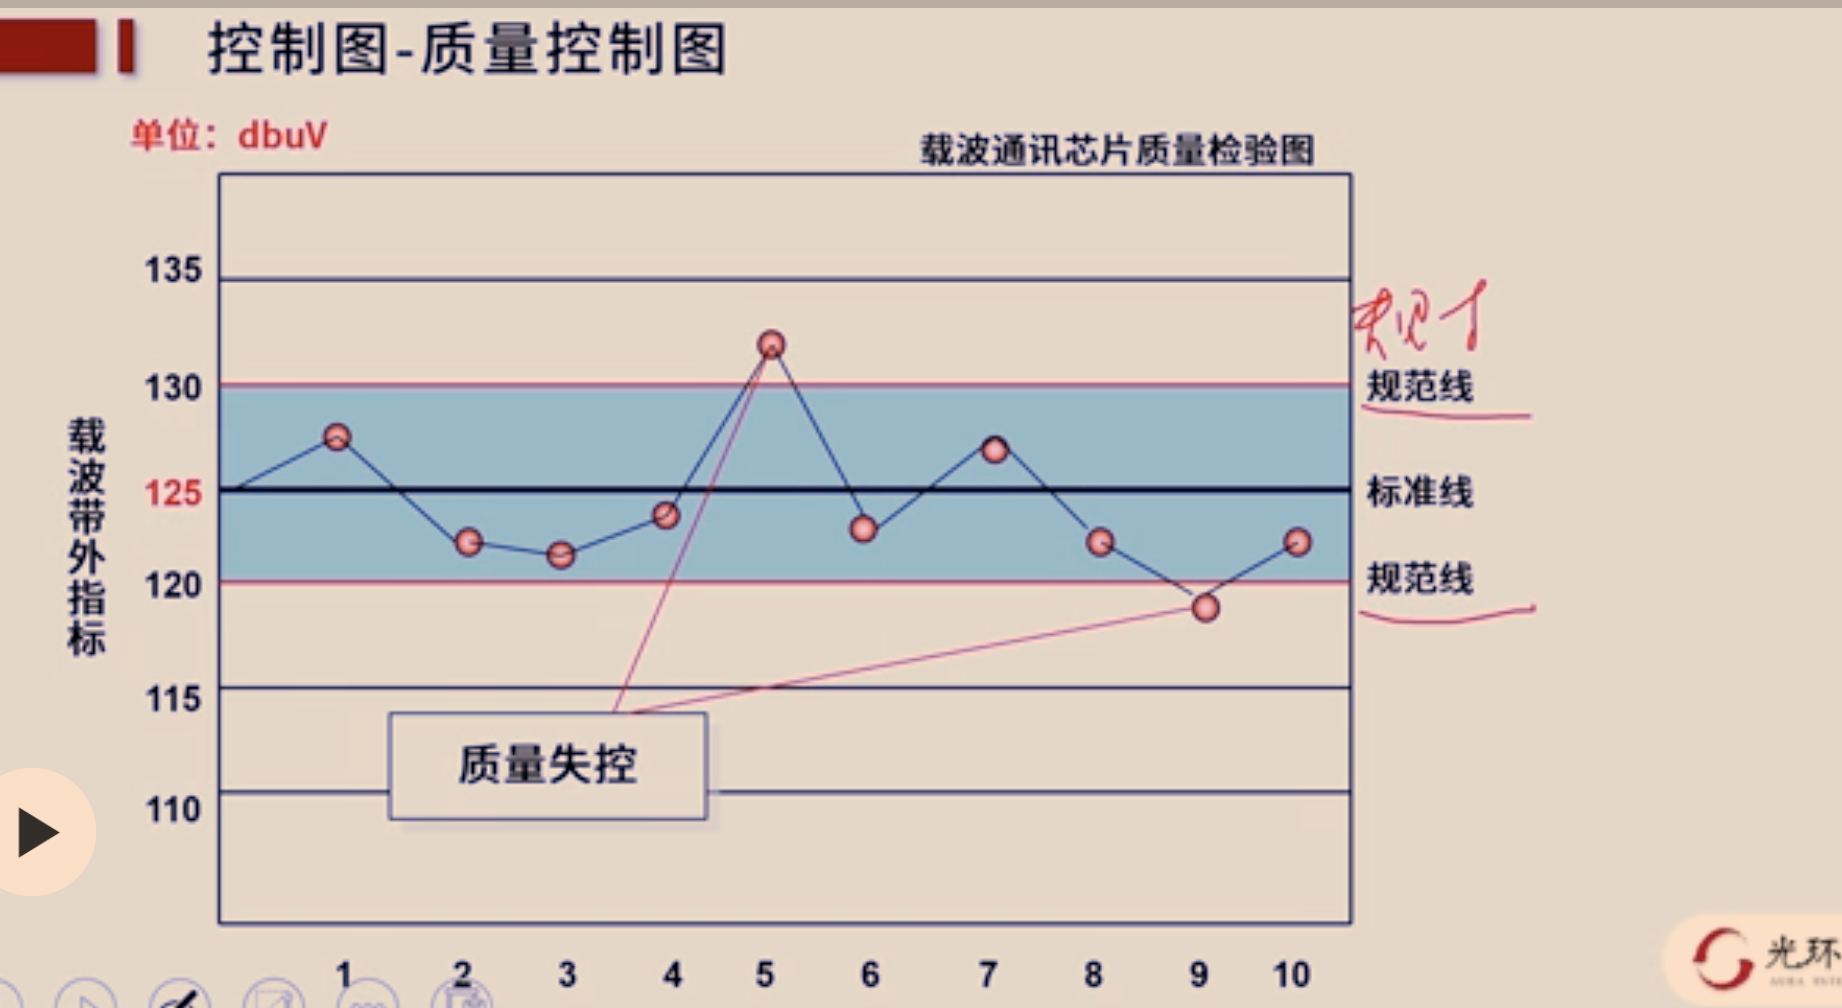 控制图-质量控制图
单位：dbuV
载波通讯芯片质量检验图
135
130
规范线
载波带外指标
125
标准线
120
规范线
115
质量失控
110
1 2 3 4 5 6 7 8 9 10
光环